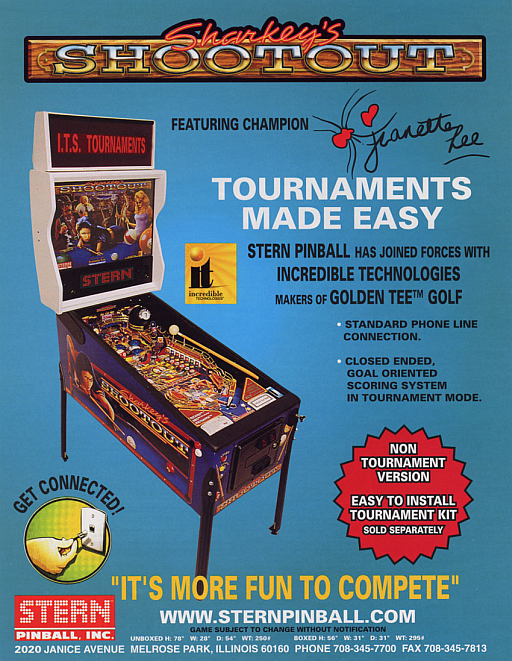 Sharkey's
SHOOTOUT
FEATURING CHAMPION Jeanette Lee
I.T.S. TOURNAMENTS
TOURNAMENTS
MADE EASY
SHOOTOUT
STERN
it
incredible
TECHNOLOGIES
STERN PINBALL HAS JOINED FORCES WITH
INCREDIBLE TECHNOLOGIES
MAKERS OF GOLDEN TEE™ GOLF
• STANDARD PHONE LINE
CONNECTION.
• CLOSED ENDED,
GOAL ORIENTED
SCORING SYSTEM
IN TOURNAMENT MODE.
Sharkey's
SHOOTOUT
NON
TOURNAMENT
VERSION
EASY TO INSTALL
TOURNAMENT KIT
SOLD SEPARATELY
GET CONNECTED!
"IT'S MORE FUN TO COMPETE"
STERN
PINBALL, INC.
WWW.STERNPINBALL.COM
GAME SUBJECT TO CHANGE WITHOUT NOTIFICATION
UNBOXED H: 78" W: 28" D: 54" WT: 250# BOXED H: 56" W: 31" D: 31" WT: 295#
2020 JANICE AVENUE MELROSE PARK, ILLINOIS 60160 PHONE 708-345-7700 FAX 708-345-7813